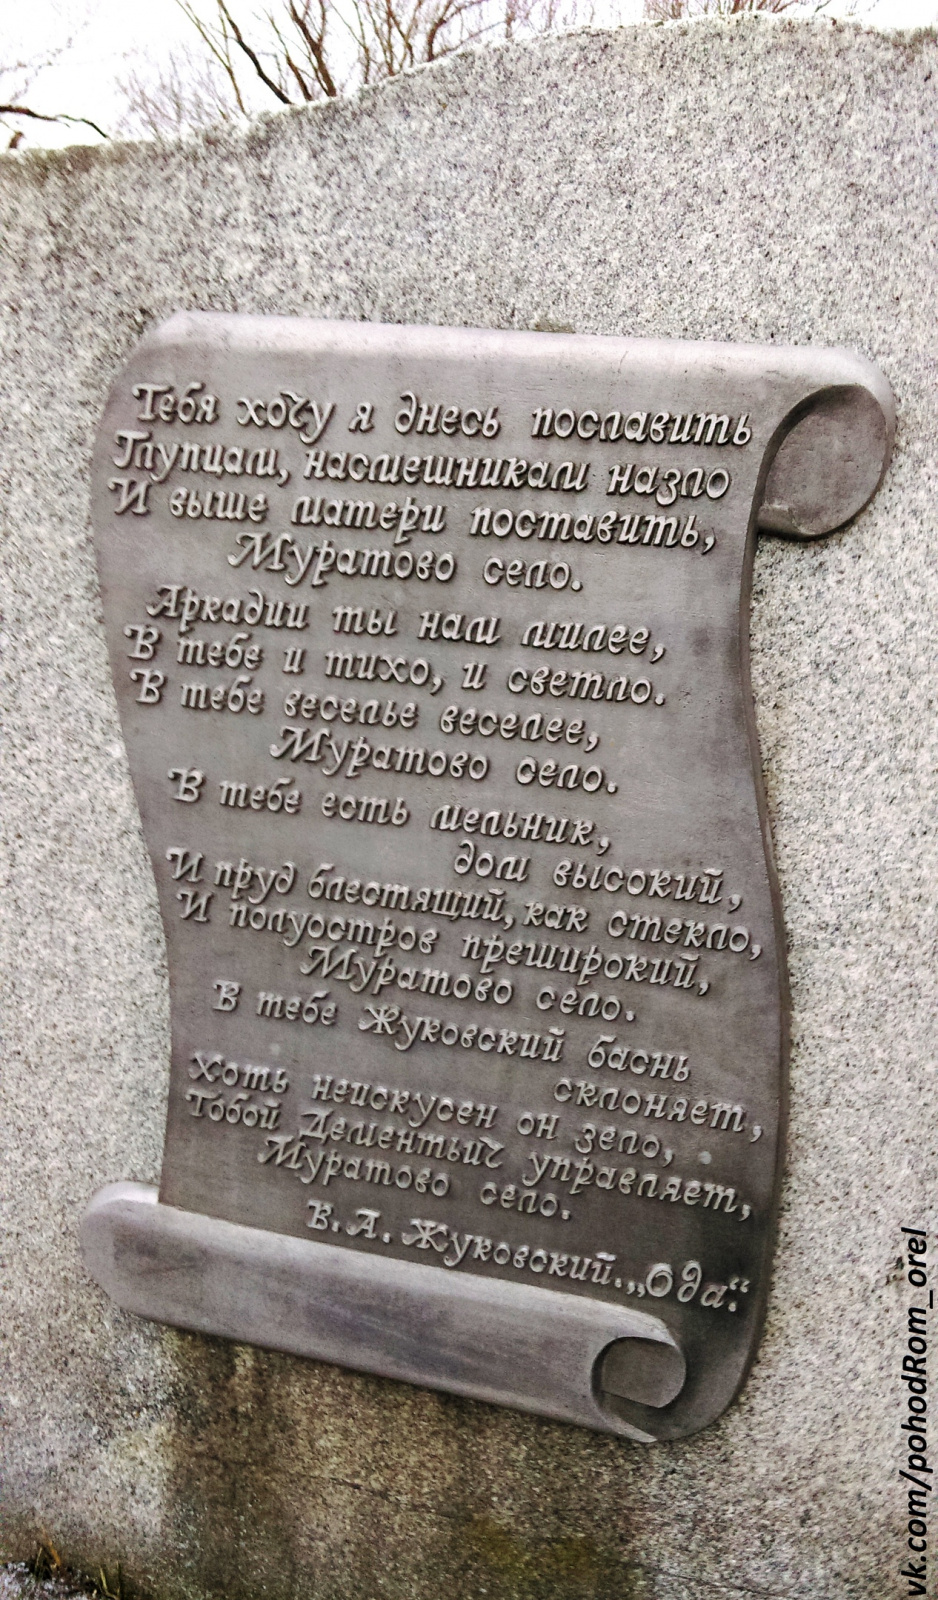 Тебя хочу я днесь пославить
Глупцам, насмешникам назло
И выше матери поставить,
Муратово село.
Аркадии ты нам милее,
В тебе и тихо, и светло.
В тебе веселье веселее,
Муратово село.
В тебе есть мельник,
дом высокий,
И пруд блестящий, как стекло,
И полуостров преширокий,
Муратово село.
В тебе Жуковский баснь
склоняет,
Хоть неискусен он зело,
Тобой Дементьич управляет,
Муратово село.
В.А.Жуковский.„Ода“.
vk.com/pohodRom_orel